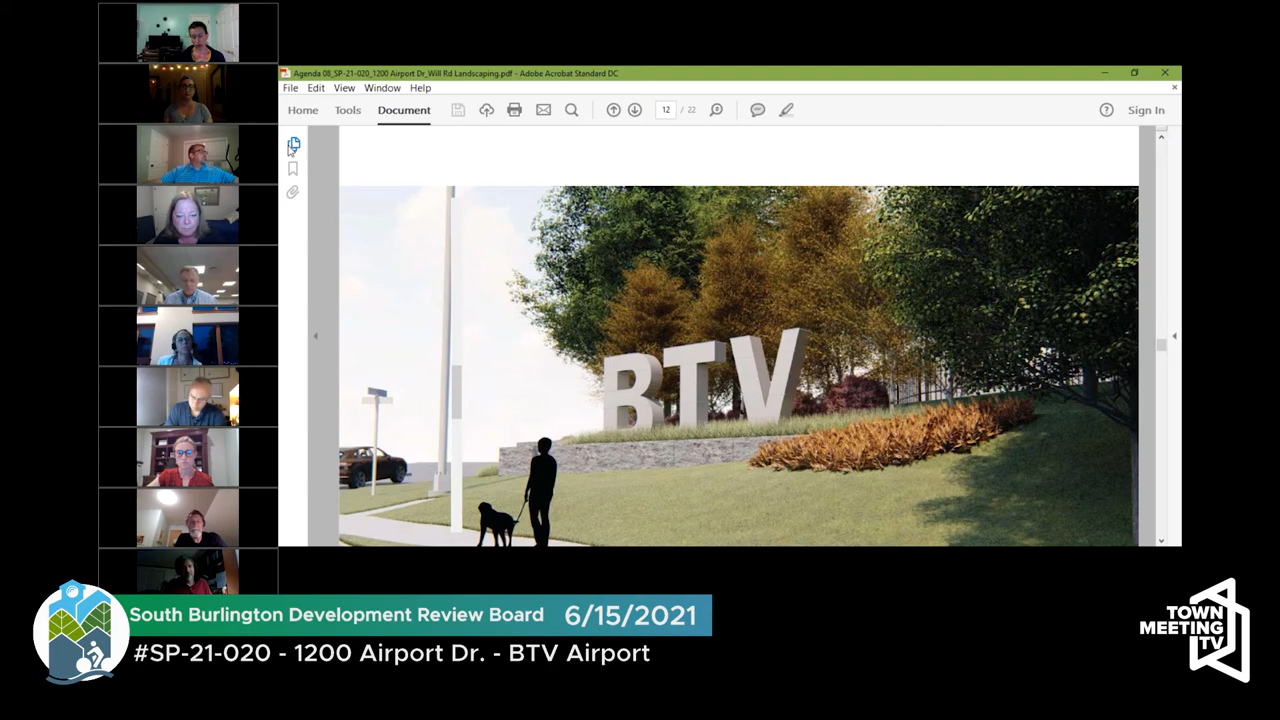 Agenda 08_SP-21-020_1200 Airport Dr_Will Rd Landscaping.pdf - Adobe Acrobat Standard DC
File Edit View Window Help
Home Tools Document 12 / 22 Sign In
BTV
South Burlington Development Review Board 6/15/2021
#SP-21-020 - 1200 Airport Dr. - BTV Airport
TOWN
MEETING
TV